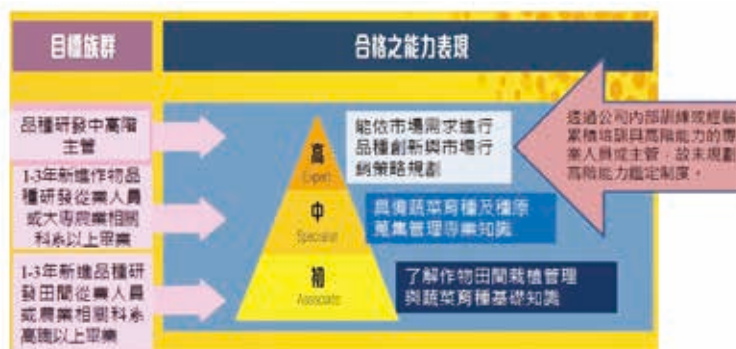 目標族群
合格之能力表現
品種研發中高階
主管
高
Expert
能依市場需求進行
品種創新與市場行
銷策略規劃
透過公司內部訓練或經驗
累積培訓具高階能力的專
業人員或主管，故未規劃
高階能力鑑定制度。
1-3年新進作物品
種研發從業人員
或大專農業相關
科系以上畢業
中
Specialist
具備蔬菜育種及種原
蒐集管理專業知識
1-3年新進品種研
發田間從業人員
或農業相關科系
高職以上畢業
初
Associate
了解作物田間栽植管理
與蔬菜育種基礎知識